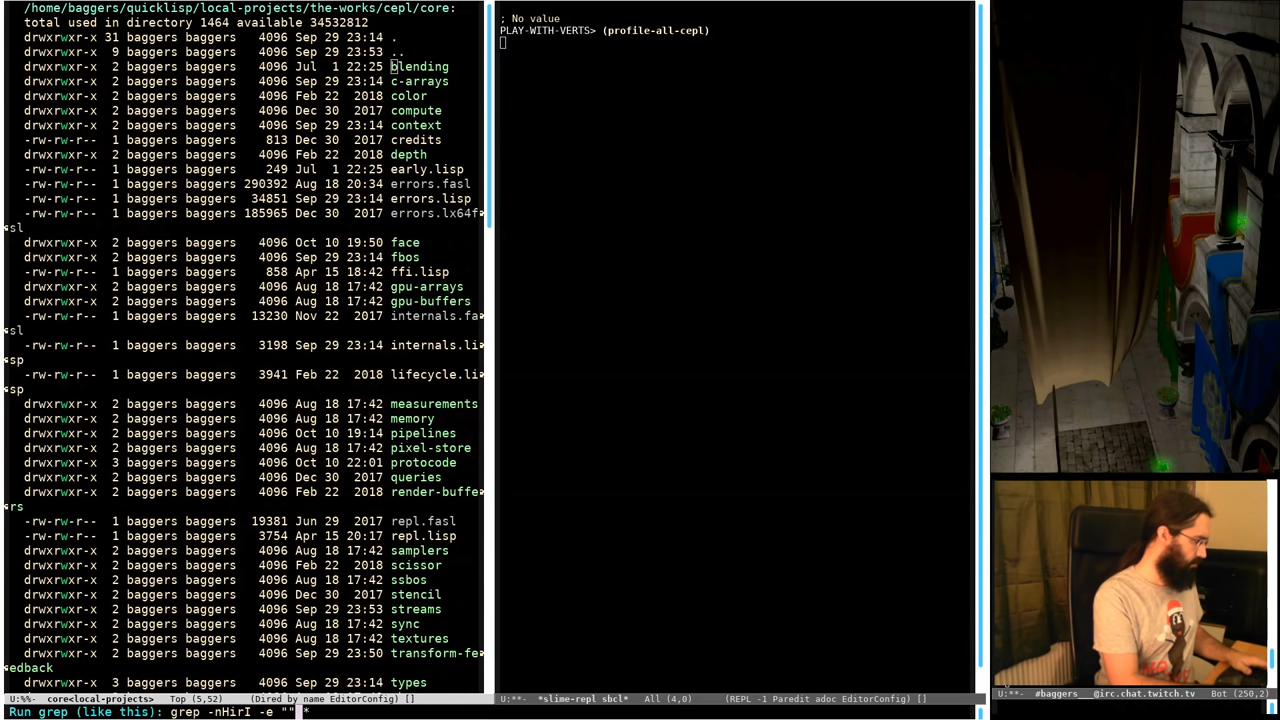 /home/baggers/quicklisp/local-projects/the-works/cepl/core:
total used in directory 1464 available 34532812
drwxrwxr-x 31 baggers baggers 4096 Sep 29 23:14 .
drwxrwxr-x 9 baggers baggers 4096 Sep 29 23:53 ..
drwxrwxr-x 2 baggers baggers 4096 Jul 1 22:25 blending
drwxrwxr-x 2 baggers baggers 4096 Sep 29 23:14 c-arrays
drwxrwxr-x 2 baggers baggers 4096 Feb 22 2018 color
drwxrwxr-x 2 baggers baggers 4096 Dec 30 2017 compute
drwxrwxr-x 2 baggers baggers 4096 Sep 29 23:14 context
-rw-rw-r-- 1 baggers baggers 813 Dec 30 2017 credits
drwxrwxr-x 2 baggers baggers 4096 Feb 22 2018 depth
-rw-rw-r-- 1 baggers baggers 249 Jul 1 22:25 early.lisp
-rw-rw-r-- 1 baggers baggers 290392 Aug 18 20:34 errors.fasl
-rw-rw-r-- 1 baggers baggers 34851 Sep 29 23:14 errors.lisp
-rw-rw-r-- 1 baggers baggers 185965 Dec 30 2017 errors.lx64f
sl
drwxrwxr-x 2 baggers baggers 4096 Oct 10 19:50 face
drwxrwxr-x 2 baggers baggers 4096 Sep 29 23:14 fbos
-rw-rw-r-- 1 baggers baggers 858 Apr 15 18:42 ffi.lisp
drwxrwxr-x 2 baggers baggers 4096 Aug 18 17:42 gpu-arrays
drwxrwxr-x 2 baggers baggers 4096 Aug 18 17:42 gpu-buffers
-rw-rw-r-- 1 baggers baggers 13230 Nov 22 2017 internals.fa
sl
-rw-rw-r-- 1 baggers baggers 3198 Sep 29 23:14 internals.li
sp
-rw-rw-r-- 1 baggers baggers 3941 Feb 22 2018 lifecycle.li
sp
drwxrwxr-x 2 baggers baggers 4096 Aug 18 17:42 measurements
drwxrwxr-x 2 baggers baggers 4096 Aug 18 17:42 memory
drwxrwxr-x 2 baggers baggers 4096 Oct 10 19:14 pipelines
drwxrwxr-x 2 baggers baggers 4096 Aug 18 17:42 pixel-store
drwxrwxr-x 3 baggers baggers 4096 Oct 10 22:01 protocode
drwxrwxr-x 2 baggers baggers 4096 Dec 30 2017 queries
drwxrwxr-x 2 baggers baggers 4096 Feb 22 2018 render-buffe
rs
-rw-rw-r-- 1 baggers baggers 19381 Jun 29 2017 repl.fasl
-rw-rw-r-- 1 baggers baggers 3754 Apr 15 20:17 repl.lisp
drwxrwxr-x 2 baggers baggers 4096 Aug 18 17:42 samplers
drwxrwxr-x 2 baggers baggers 4096 Feb 22 2018 scissor
drwxrwxr-x 2 baggers baggers 4096 Aug 18 17:42 ssbos
drwxrwxr-x 2 baggers baggers 4096 Dec 30 2017 stencil
drwxrwxr-x 2 baggers baggers 4096 Sep 29 23:53 streams
drwxrwxr-x 2 baggers baggers 4096 Aug 18 17:42 sync
drwxrwxr-x 2 baggers baggers 4096 Aug 18 17:42 textures
drwxrwxr-x 2 baggers baggers 4096 Sep 29 23:50 transform-fe
edback
drwxrwxr-x 3 baggers baggers 4096 Sep 29 23:14 types
U:%%- core<local-projects> Top (5,52) (Dired by name EditorConfig) []
Run grep (like this): grep -nHirI -e "" *
; No value
PLAY-WITH-VERTS> (profile-all-cepl)
U:**- *slime-repl sbcl* All (4,0) (REPL -1 Paredit adoc EditorConfig) []
U:**- #baggers___@irc.chat.twitch.tv Bot (250,2)